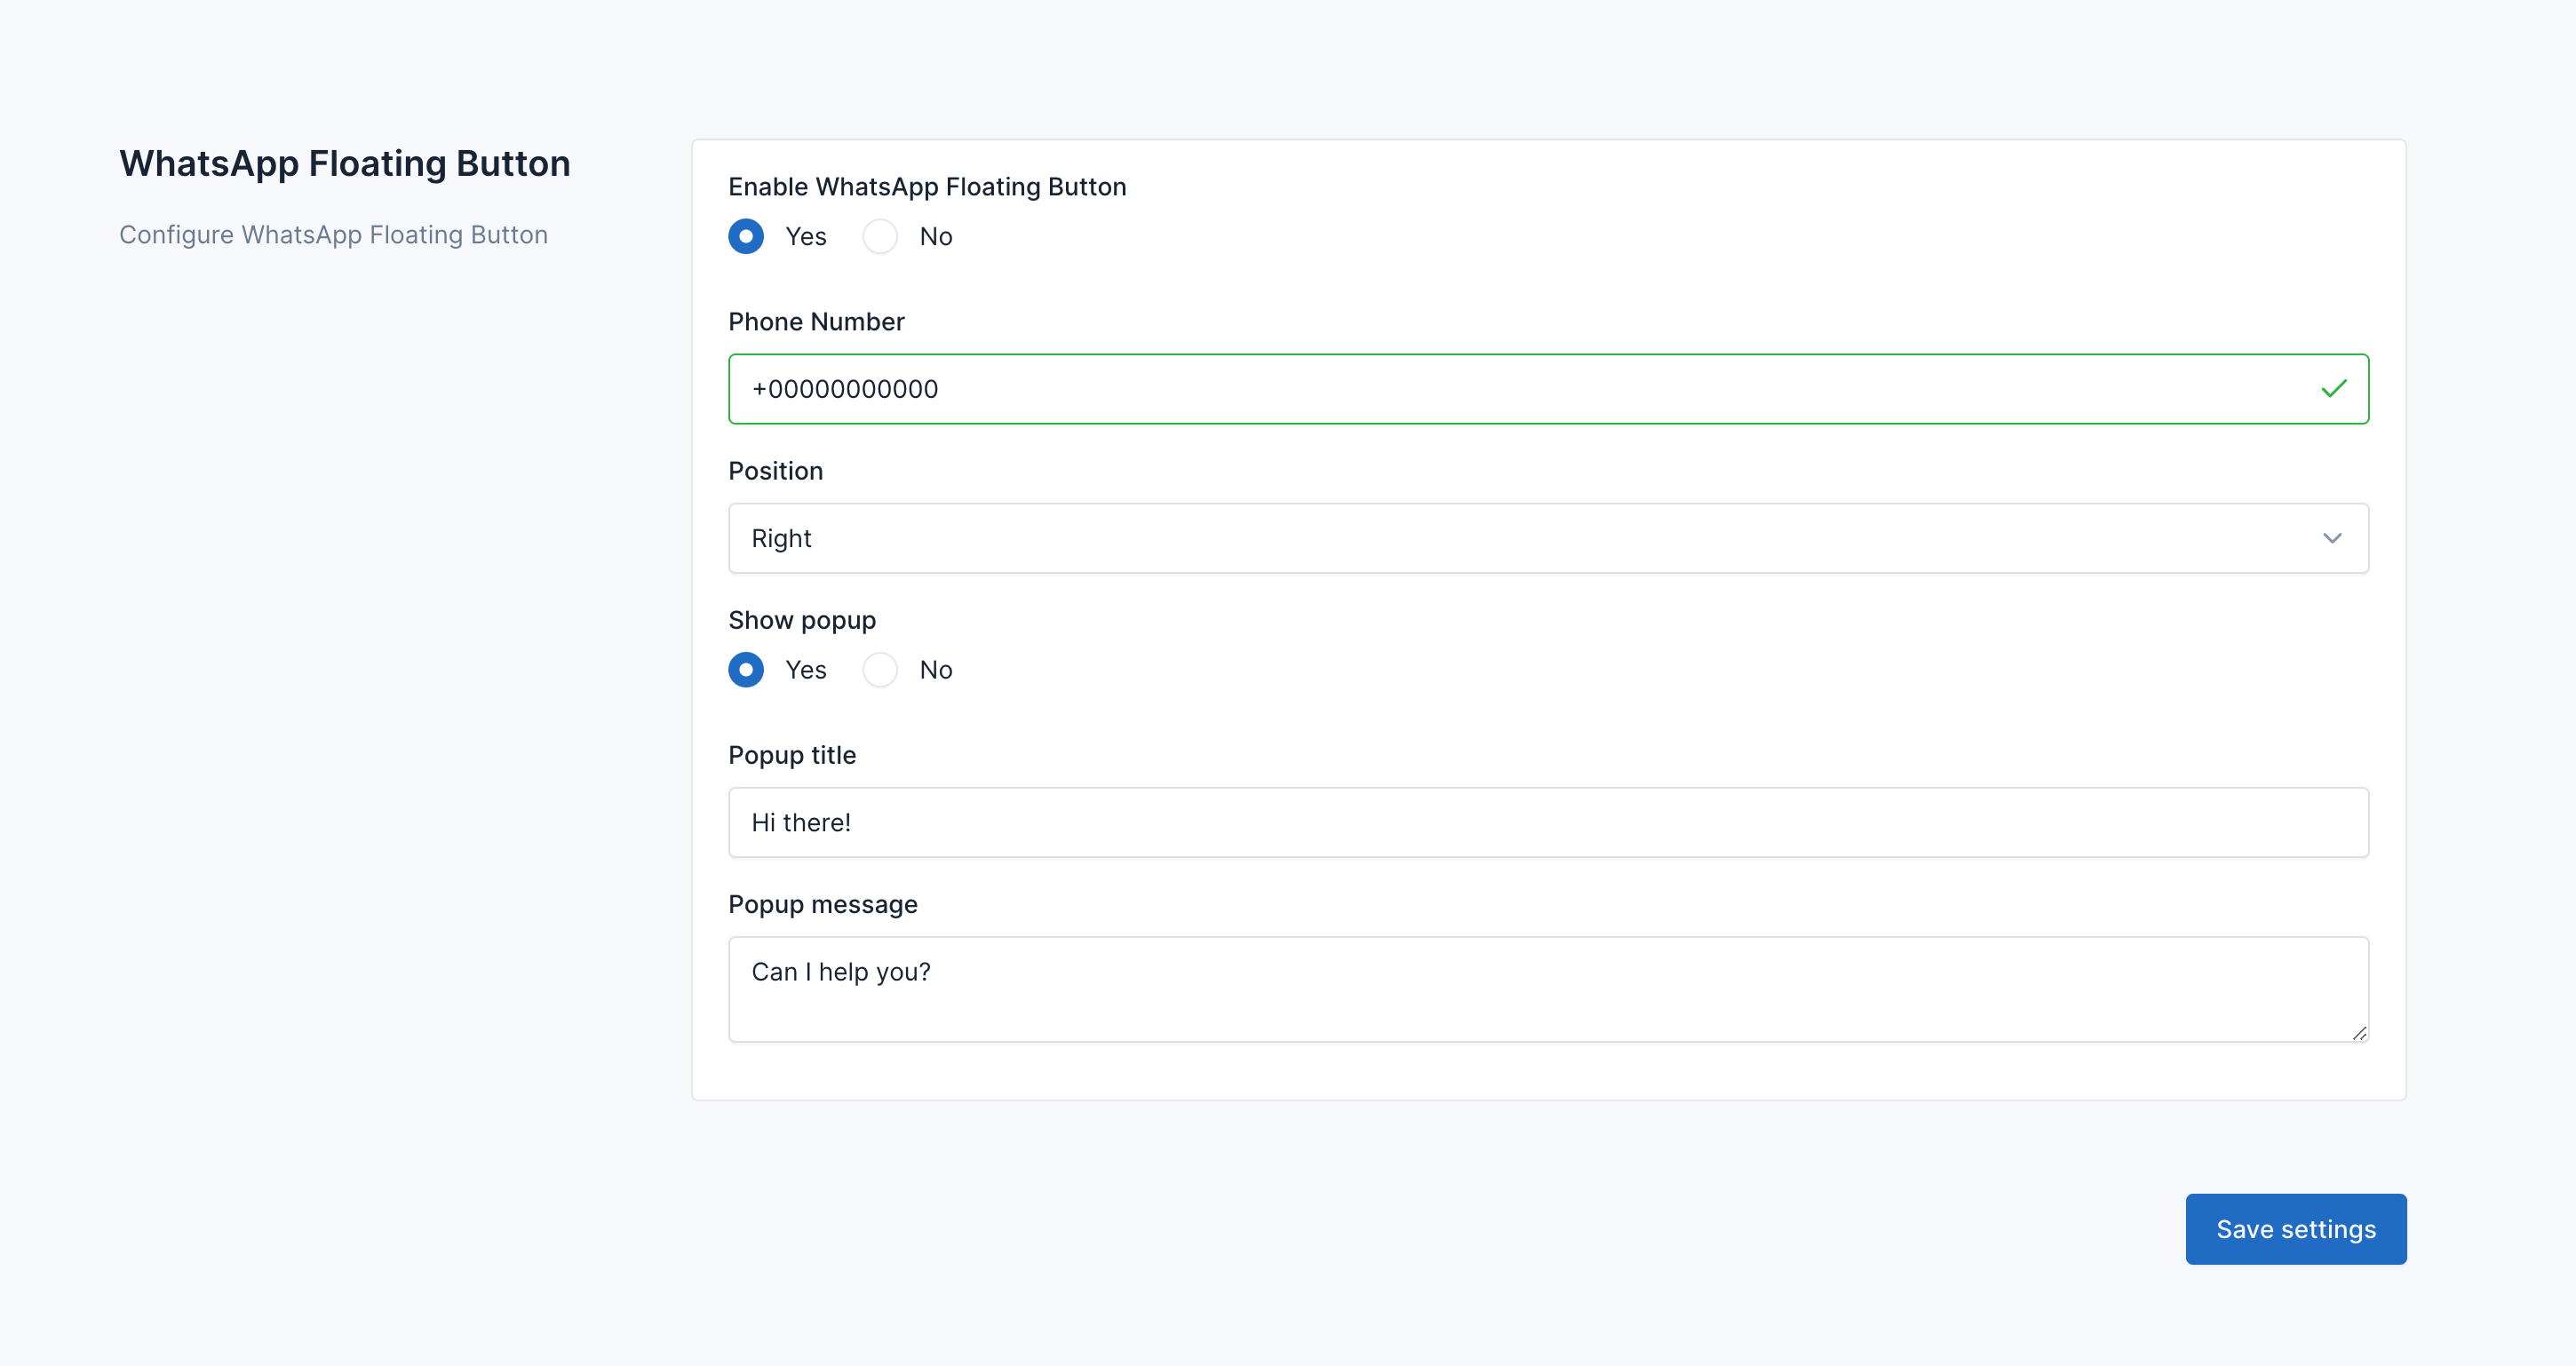 WhatsApp Floating Button
Configure WhatsApp Floating Button
Enable WhatsApp Floating Button
Yes No
Phone Number
+00000000000
Position
Right
Show popup
Yes No
Popup title
Hi there!
Popup message
Can I help you?
Save settings